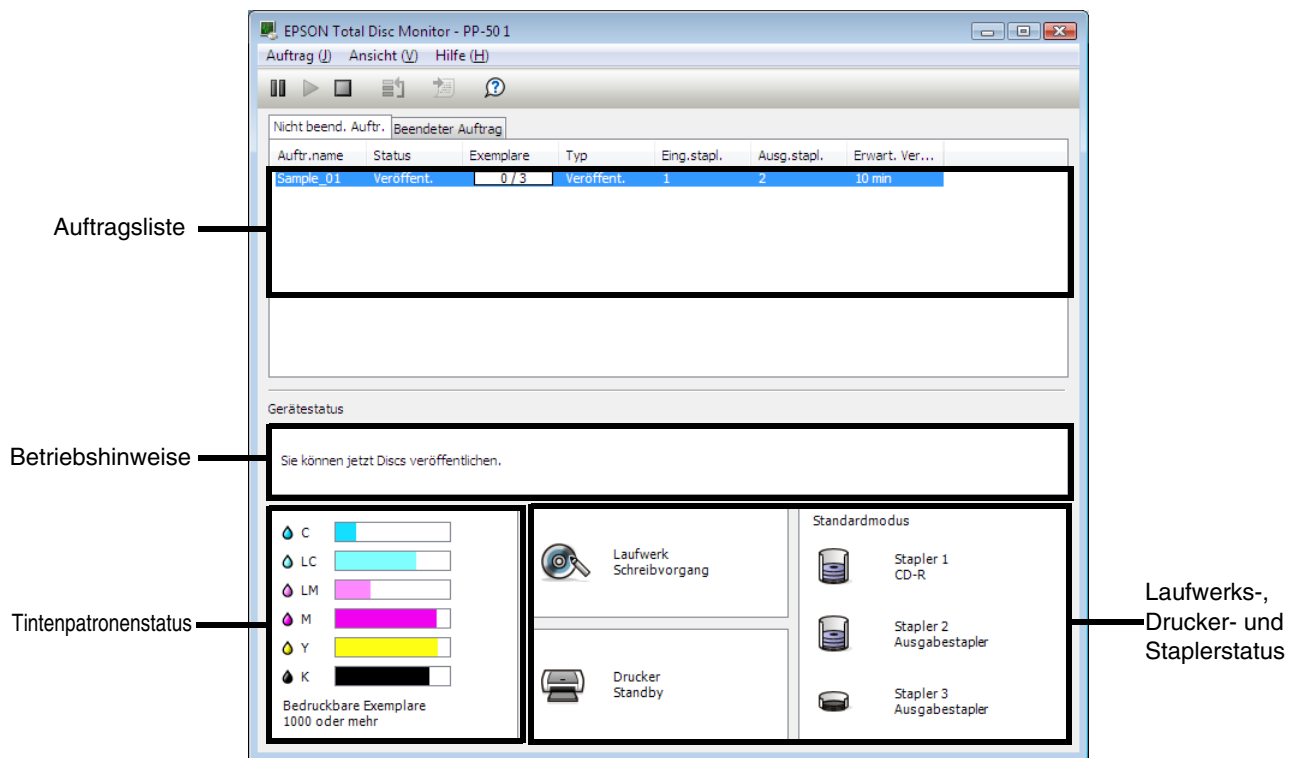 EPSON Total Disc Monitor - PP-50 1
Auftrag (J) Ansicht (V) Hilfe (H)
Nicht beend. Auftr. Beendeter Auftrag
Auftr.name Status Exemplare Typ Eing.stapl. Ausg.stapl. Erwart. Ver...
Sample_01 Veröffent. 0 / 3 Veröffent. 1 2 10 min
Auftragsliste
Gerätestatus
Betriebshinweise
Sie können jetzt Discs veröffentlichen.
Tintenpatronenstatus
C
LC
LM
M
Y
K
Bedruckbare Exemplare
1000 oder mehr
Laufwerk
Schreibvorgang
Drucker
Standby
Standardmodus
Stapler 1
CD-R
Stapler 2
Ausgabestapler
Stapler 3
Ausgabestapler
Laufwerks-,
Drucker- und
Staplerstatus